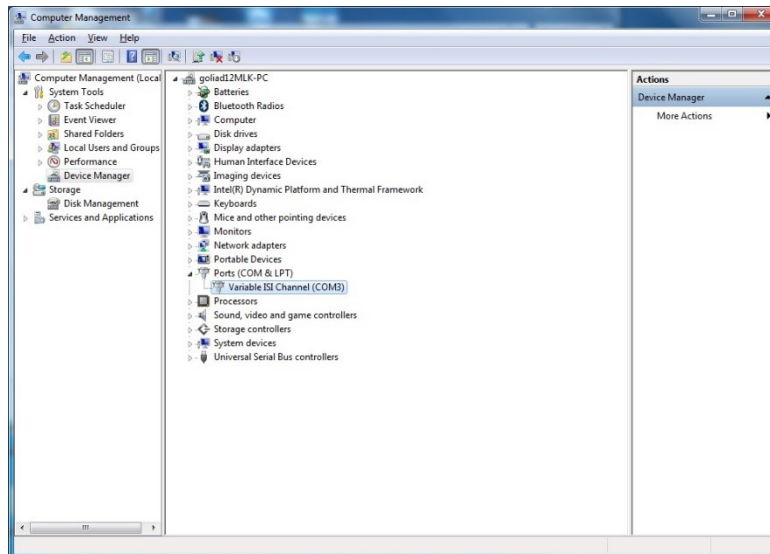 Computer Management
File Action View Help
Computer Management (Local
System Tools
Task Scheduler
Event Viewer
Shared Folders
Local Users and Groups
Performance
Device Manager
Storage
Disk Management
Services and Applications
goliad12MLK-PC
Batteries
Bluetooth Radios
Computer
Disk drives
Display adapters
Human Interface Devices
Imaging devices
Intel(R) Dynamic Platform and Thermal Framework
Keyboards
Mice and other pointing devices
Monitors
Network adapters
Portable Devices
Ports (COM & LPT)
Variable ISI Channel (COM3)
Processors
Sound, video and game controllers
Storage controllers
System devices
Universal Serial Bus controllers
Actions
Device Manager
More Actions